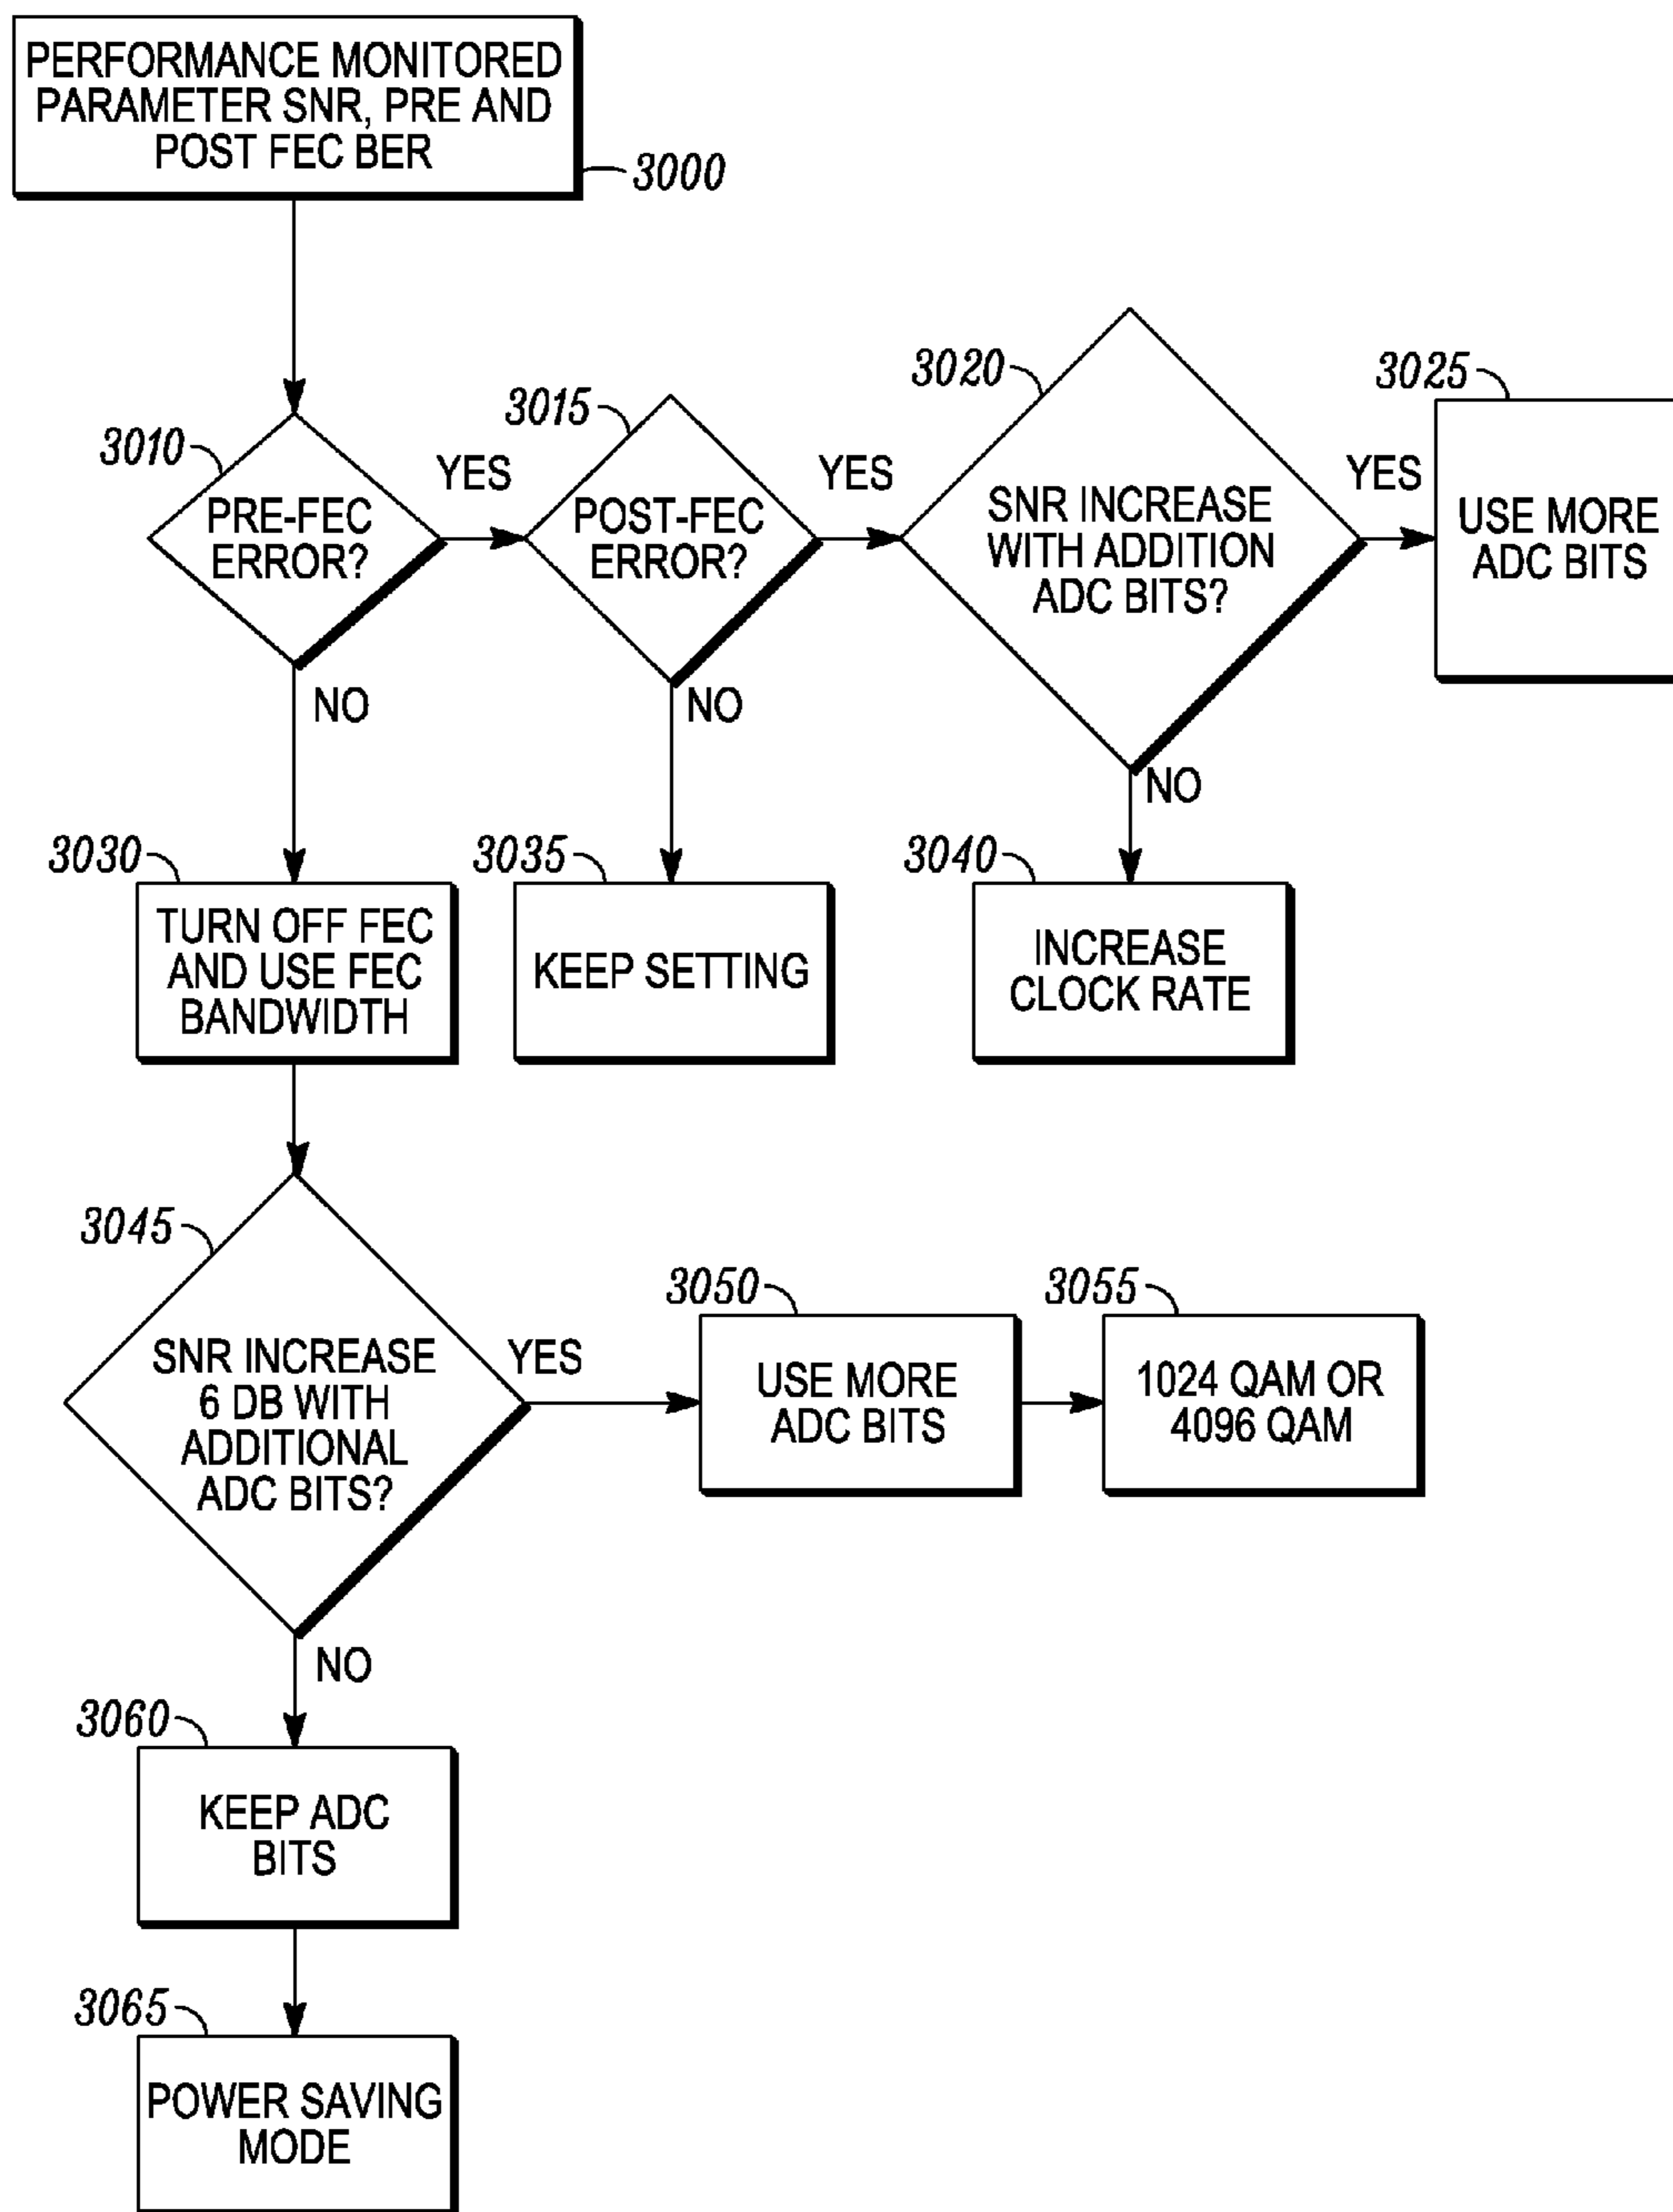 PERFORMANCE MONITORED
PARAMETER SNR, PRE AND
POST FEC BER
3000
3010
PRE-FEC
ERROR?
YES
NO
3015
POST-FEC
ERROR?
YES
NO
3020
SNR INCREASE
WITH ADDITION
ADC BITS?
YES
NO
3025
USE MORE
ADC BITS
3030
TURN OFF FEC
AND USE FEC
BANDWIDTH
3035
KEEP SETTING
3040
INCREASE
CLOCK RATE
3045
SNR INCREASE
6 DB WITH
ADDITIONAL
ADC BITS?
YES
NO
3050
USE MORE
ADC BITS
3055
1024 QAM OR
4096 QAM
3060
KEEP ADC
BITS
3065
POWER SAVING
MODE